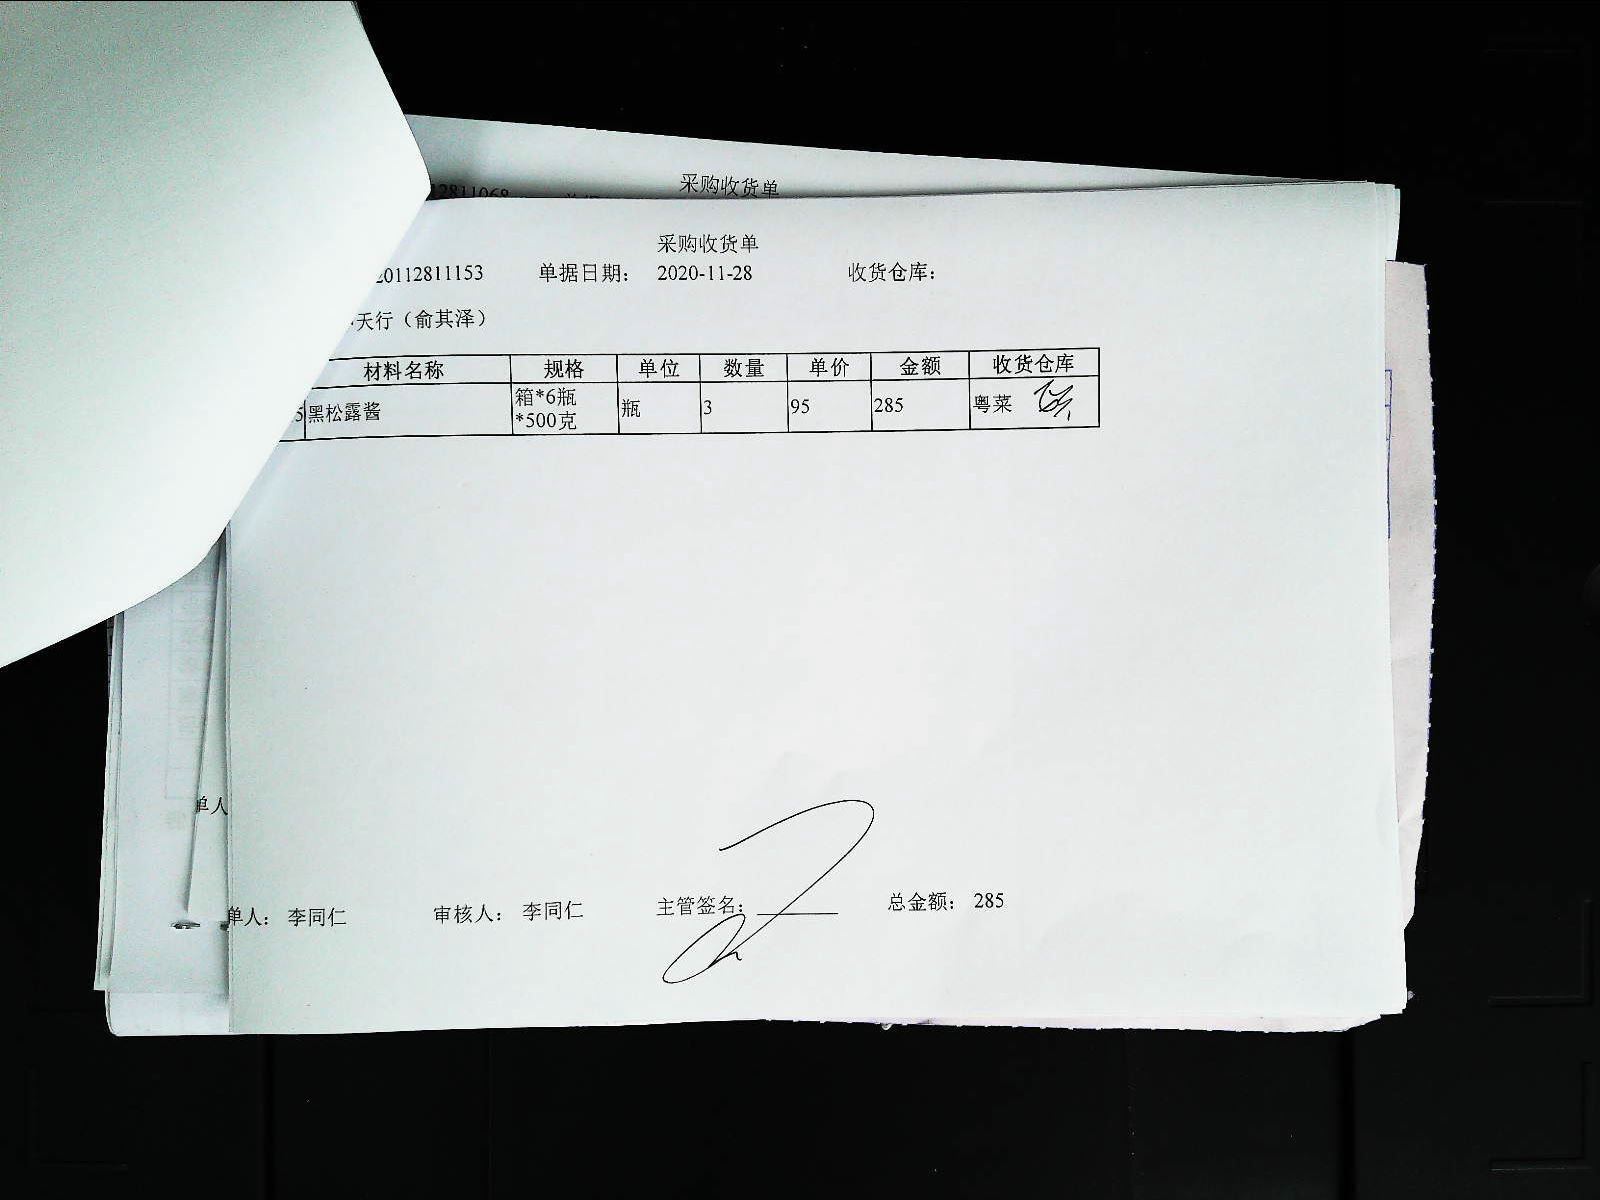 采购收货单
12811068
采购收货单
20112811153 单据日期： 2020-11-28 收货仓库：
天行（俞其泽）
材料名称 规格 单位 数量 单价 金额 收货仓库
5 黑松露酱 箱*6瓶 瓶 3 95 285 粤菜
*500克
单人
单人： 李同仁 审核人： 李同仁 主管签名： 总金额： 285